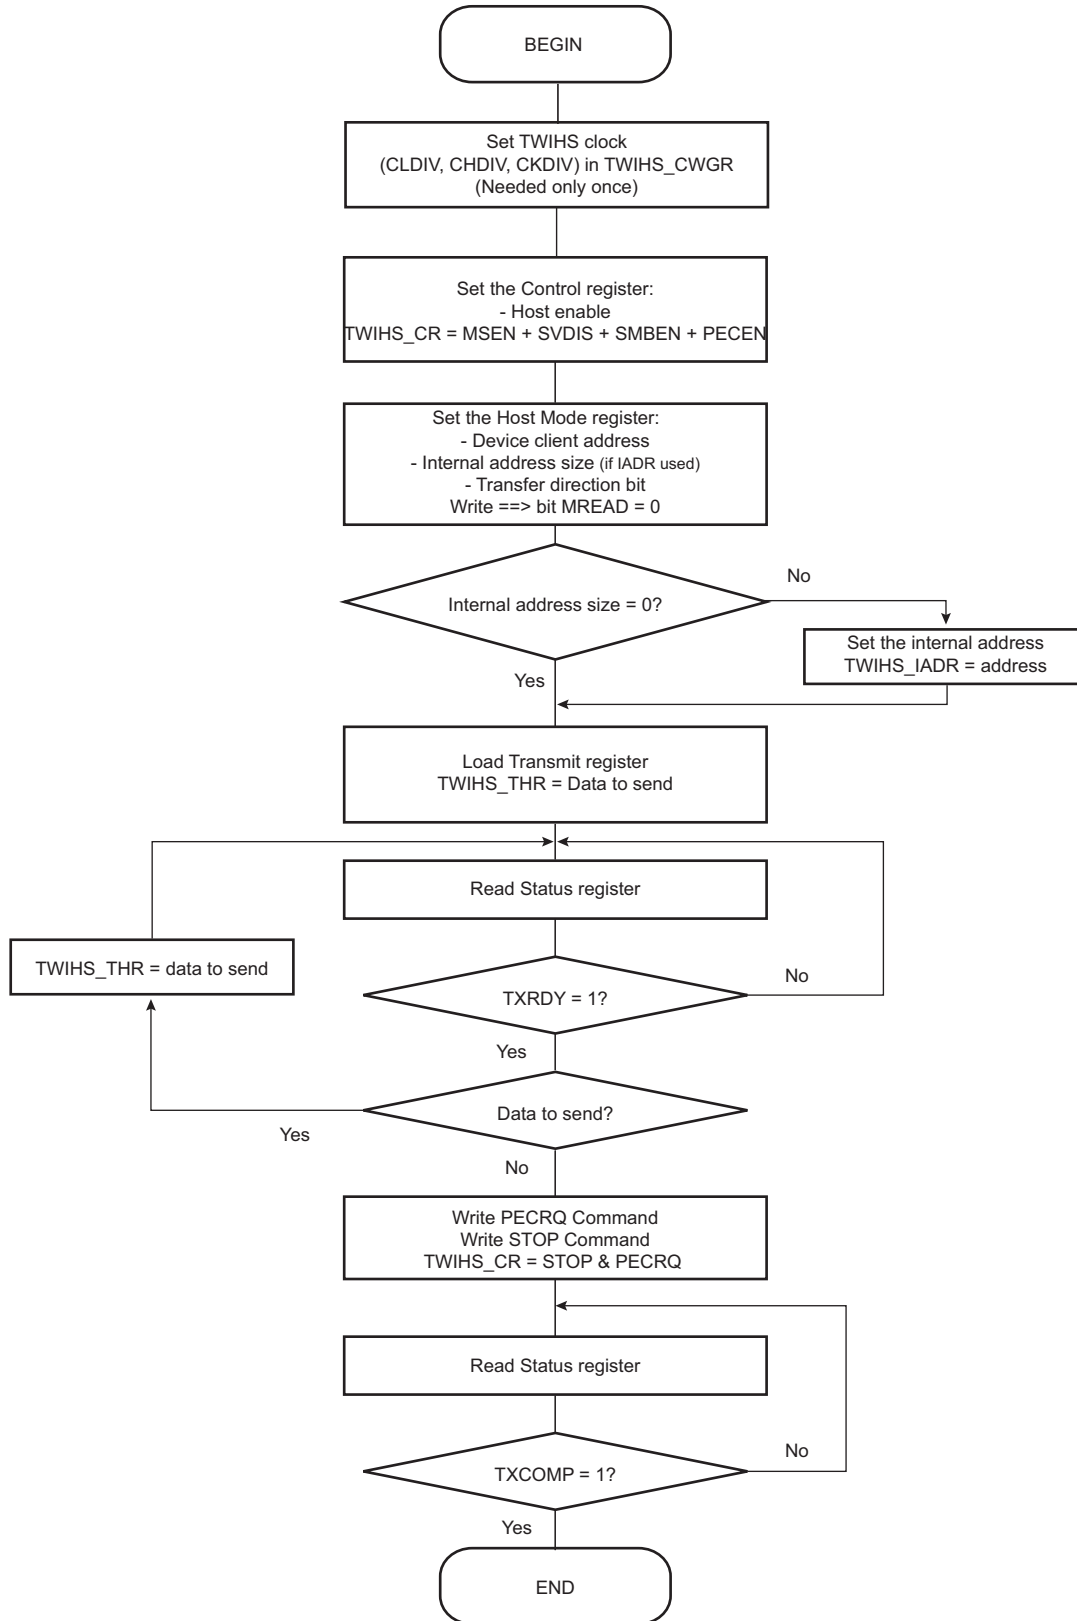 BEGIN
Set TWIHS clock
(CLDIV, CHDIV, CKDIV) in TWIHS_CWGR
(Needed only once)
Set the Control register:
- Host enable
TWIHS_CR = MSEN + SVDIS + SMBEN + PECEN
Set the Host Mode register:
- Device client address
- Internal address size (if IADR used)
- Transfer direction bit
Write ==> bit MREAD = 0
Internal address size = 0?
No
Set the internal address
TWIHS_IADR = address
Yes
Load Transmit register
TWIHS_THR = Data to send
Read Status register
TWIHS_THR = data to send
TXRDY = 1?
No
Yes
Data to send?
Yes
No
Write PECRQ Command
Write STOP Command
TWIHS_CR = STOP & PECRQ
Read Status register
TXCOMP = 1?
No
Yes
END